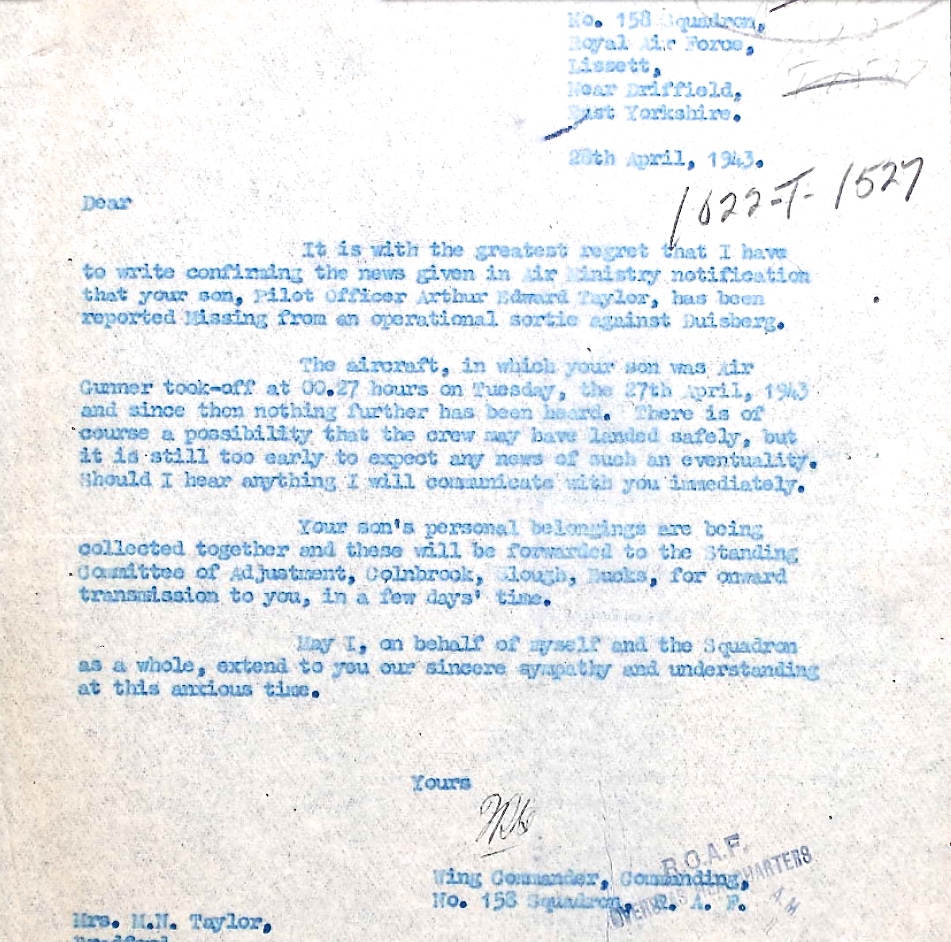 No. 158 Squadron,
Royal Air Force,
Lissett,
Near Driffield,
East Yorkshire.
28th April, 1943.
1022-T-1527
Dear
It is with the greatest regret that I have
to write confirming the news given in Air Ministry notification
that your son, Pilot Officer Arthur Edward Taylor, has been
reported Missing from an operational sortie against Duisberg.
The aircraft, in which your son was Air
Gunner took-off at 00.27 hours on Tuesday, the 27th April, 1943
and since then nothing further has been heard. There is of
course a possibility that the crew may have landed safely, but
it is still too early to expect any news of such an eventuality.
Should I hear anything I will communicate with you immediately.
Your son's personal belongings are being
collected together and these will be forwarded to the Standing
Committee of Adjustment, Colnbrook, Slough, Bucks, for onward
transmission to you, in a few days' time.
May I, on behalf of myself and the Squadron
as a whole, extend to you our sincere sympathy and understanding
at this anxious time.
Yours
Wing Commander, Commanding,
No. 158 Squadron, R. A. F.
R.C.A.F.
OVERSEAS HEADQUARTERS
Mrs. M.N. Taylor,
Bradford